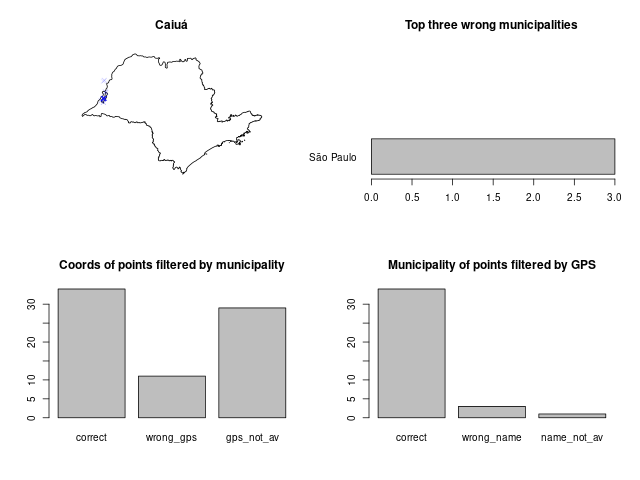 Caiuá
Top three wrong municipalities
São Paulo
0.0 0.5 1.0 1.5 2.0 2.5 3.0
Coords of points filtered by municipality
0 5 10 20 30
correct wrong_gps gps_not_av
Municipality of points filtered by GPS
0 5 10 20 30
correct wrong_name name_not_av